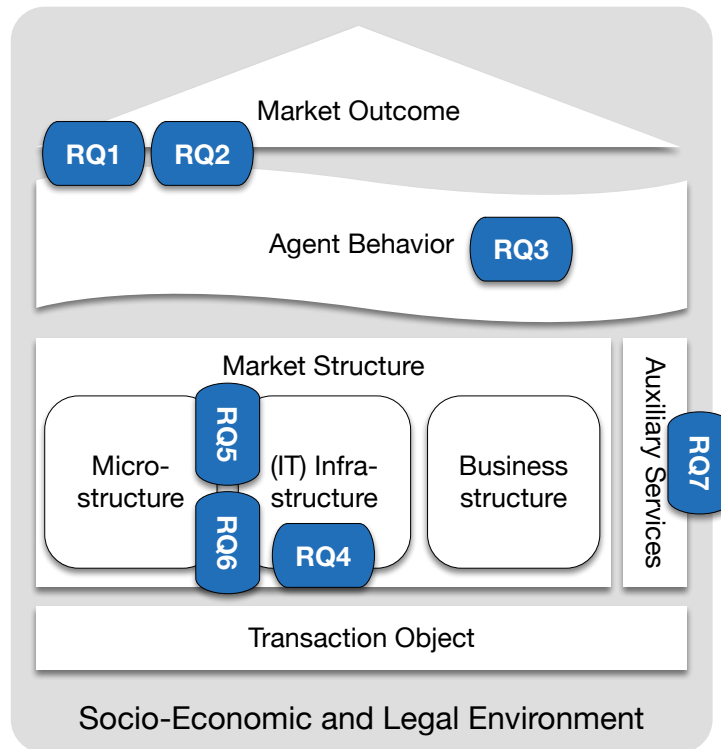 Market Outcome
RQ1
RQ2
Agent Behavior
RQ3
Market Structure
Micro-
structure
RQ5
RQ6
(IT) Infra-
structure
RQ4
Business
structure
Auxiliary Services
RQ7
Transaction Object
Socio-Economic and Legal Environment